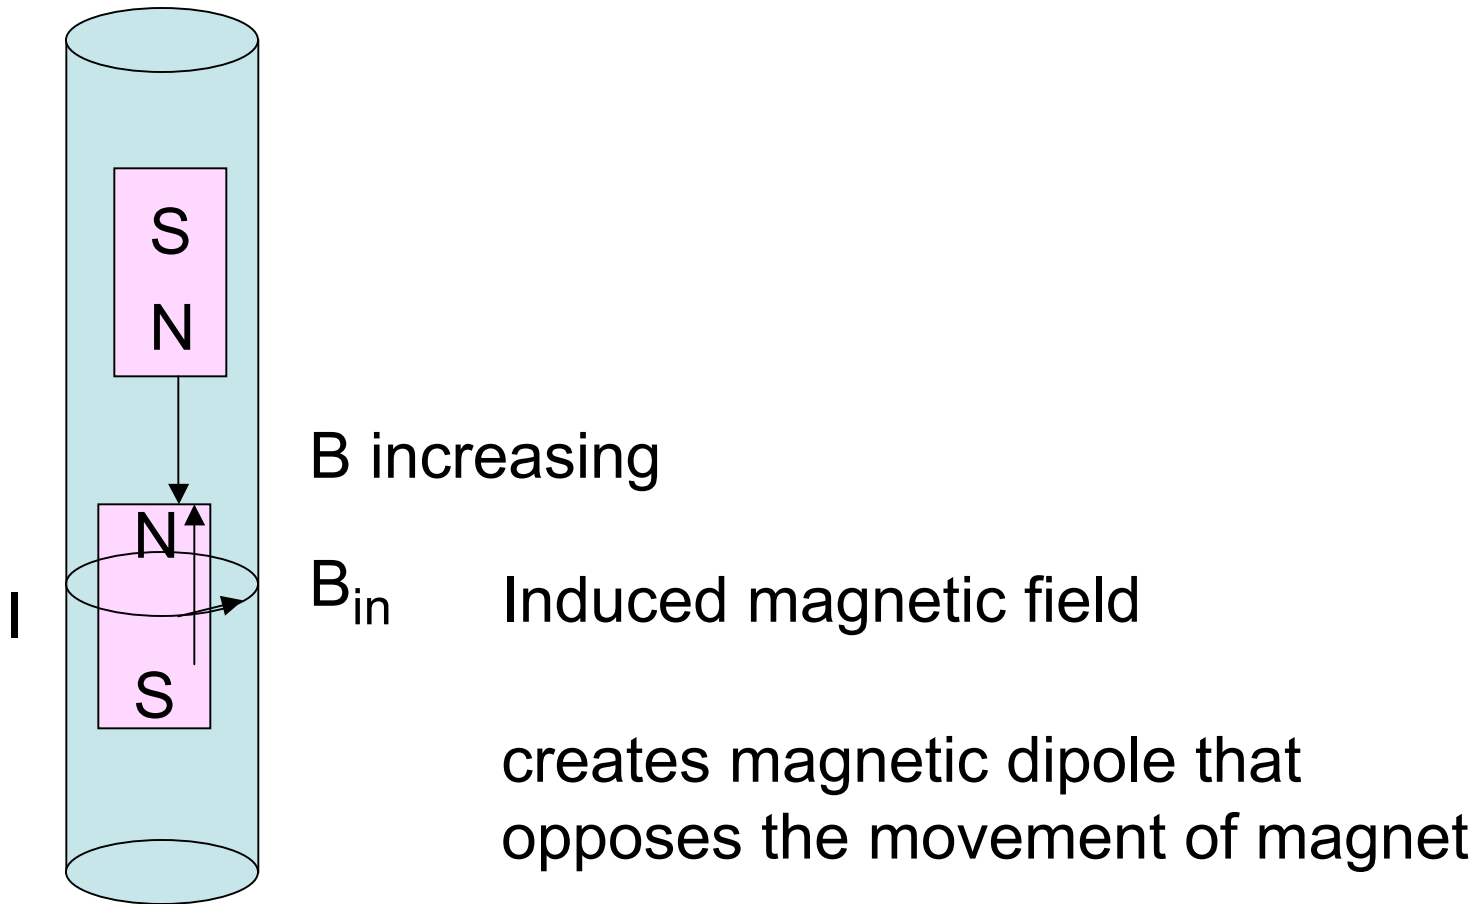 S
N
B increasing
N
B_in
Induced magnetic field
I
S
creates magnetic dipole that
opposes the movement of magnet